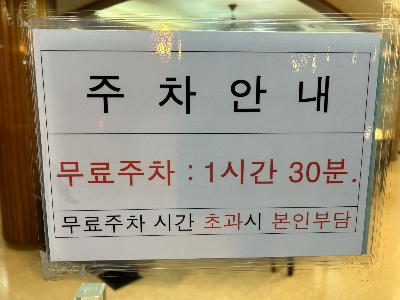 주 차 안 내
무료주차 : 1시간 30분.
무료주차 시간 초과시 본인부담